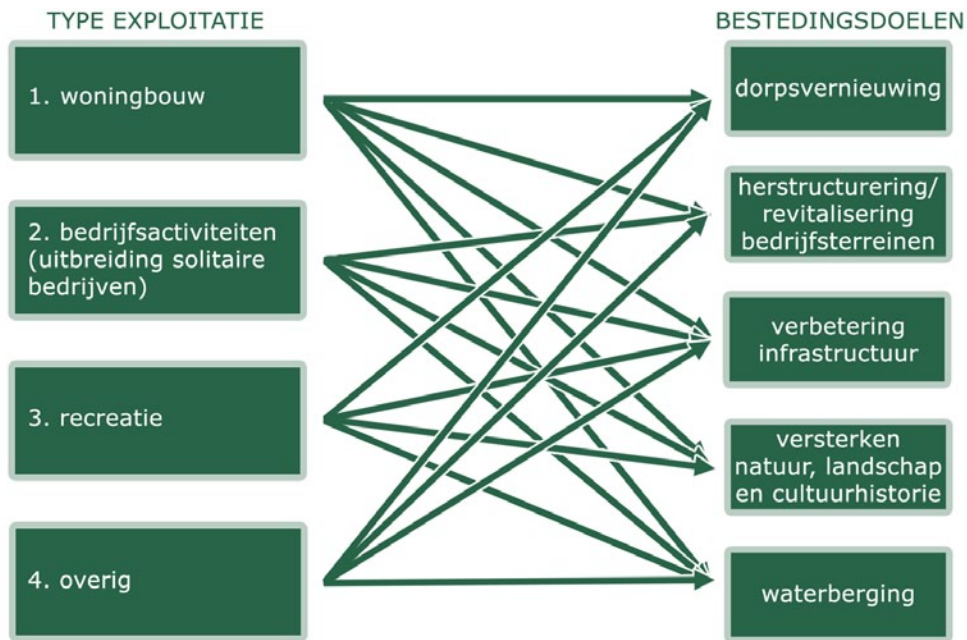 TYPE EXPLOITATIE
1. woningbouw
2. bedrijfsactiviteiten
(uitbreiding solitaire
bedrijven)
3. recreatie
4. overig
BESTEDINGSDOELEN
dorpsvernieuwing
herstructurering/
revitalisering
bedrijfsterreinen
verbetering
infrastructuur
versterken
natuur, landschap
en cultuurhistorie
waterberging